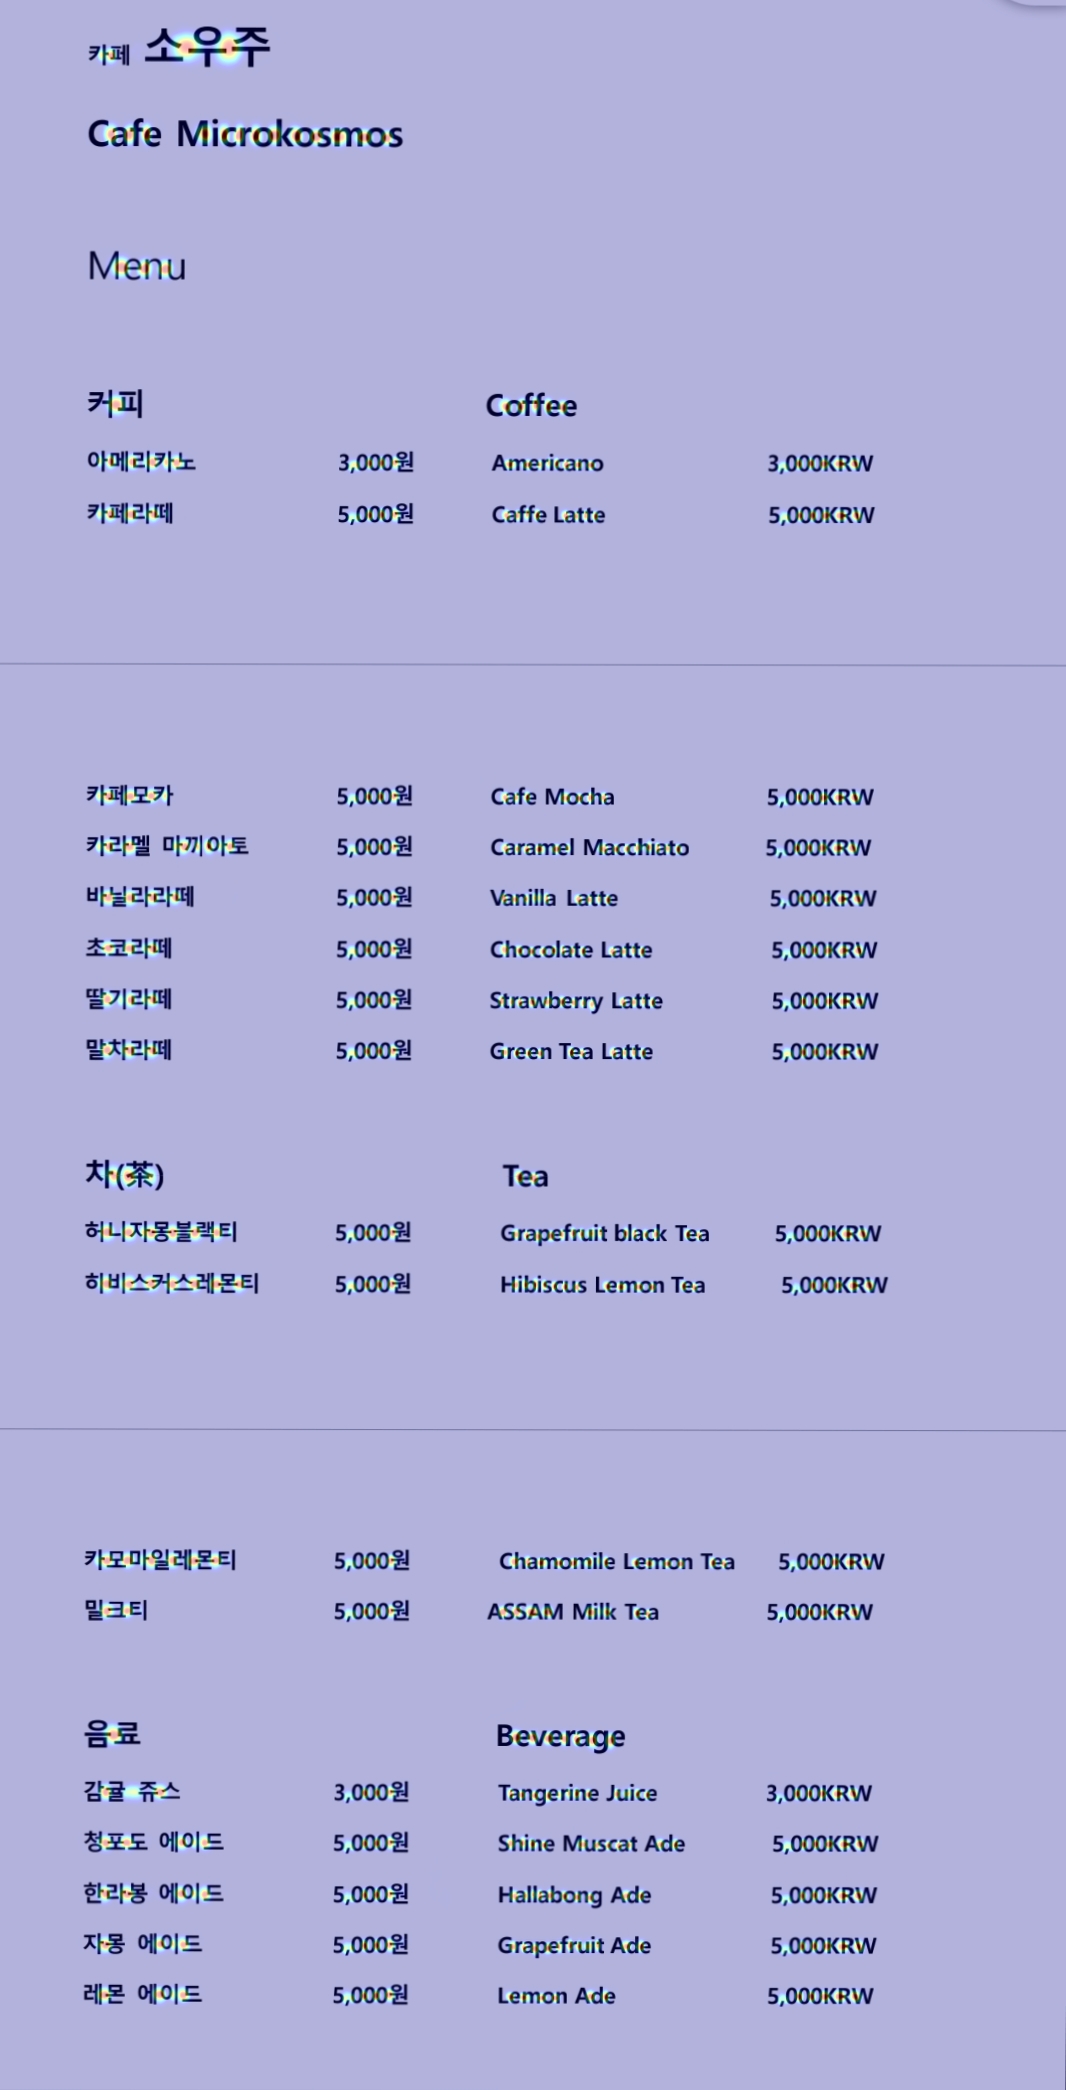 카페 소우주
Cafe Microkosmos
Menu
커피 Coffee
아메리카노 3,000원 Americano 3,000KRW
카페라떼 5,000원 Caffe Latte 5,000KRW
카페모카 5,000원 Cafe Mocha 5,000KRW
카라멜 마끼아토 5,000원 Caramel Macchiato 5,000KRW
바닐라라떼 5,000원 Vanilla Latte 5,000KRW
초코라떼 5,000원 Chocolate Latte 5,000KRW
딸기라떼 5,000원 Strawberry Latte 5,000KRW
말차라떼 5,000원 Green Tea Latte 5,000KRW
차(茶) Tea
허니자몽블랙티 5,000원 Grapefruit black Tea 5,000KRW
히비스커스레몬티 5,000원 Hibiscus Lemon Tea 5,000KRW
카모마일레몬티 5,000원 Chamomile Lemon Tea 5,000KRW
밀크티 5,000원 ASSAM Milk Tea 5,000KRW
음료 Beverage
감귤 쥬스 3,000원 Tangerine Juice 3,000KRW
청포도 에이드 5,000원 Shine Muscat Ade 5,000KRW
한라봉 에이드 5,000원 Hallabong Ade 5,000KRW
자몽 에이드 5,000원 Grapefruit Ade 5,000KRW
레몬 에이드 5,000원 Lemon Ade 5,000KRW